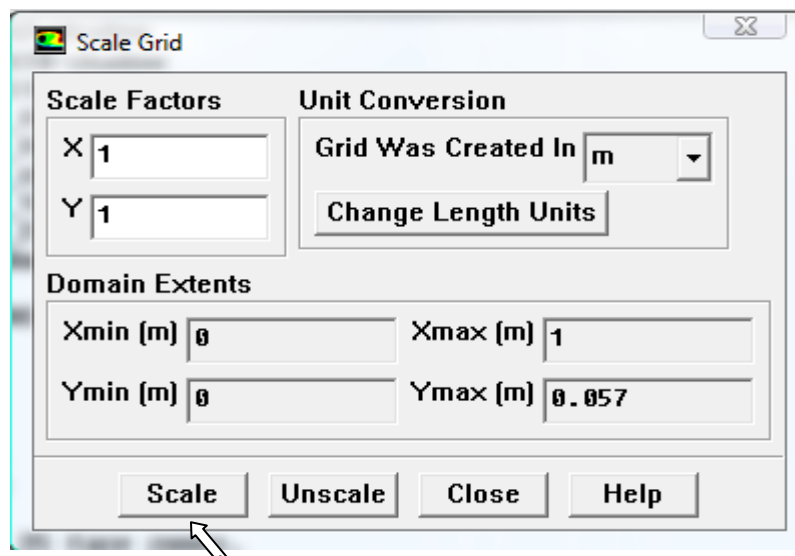 Scale Grid
Scale Factors
X 1
Y 1
Unit Conversion
Grid Was Created In m
Change Length Units
Domain Extents
Xmin (m) 0 Xmax (m) 1
Ymin (m) 0 Ymax (m) 0.057
Scale Unscale Close Help